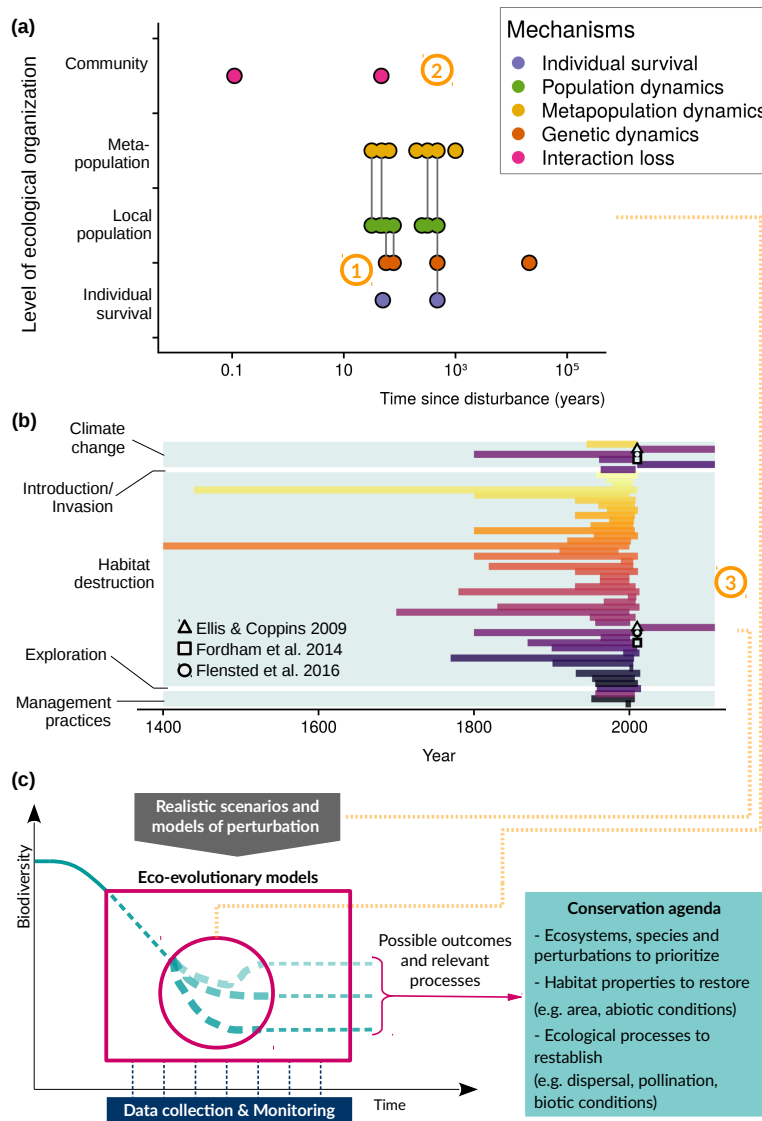 (a)
Level of ecological organization
Community
Meta-
population
Local
population
Individual
survival
2
1
Mechanisms
Individual survival
Population dynamics
Metapopulation dynamics
Genetic dynamics
Interaction loss
0.1
10
10³
10⁵
Time since disturbance (years)
(b)
Climate
change
Introduction/
Invasion
Habitat
destruction
Exploration
Management
practices
3
Ellis & Coppins 2009
Fordham et al. 2014
Flensted et al. 2016
1400
1600
1800
2000
Year
(c)
Biodiversity
Realistic scenarios and
models of perturbation
Eco-evolutionary models
Possible outcomes
and relevant
processes
Conservation agenda
- Ecosystems, species and
perturbations to prioritize
- Habitat properties to restore
(e.g. area, abiotic conditions)
- Ecological processes to
restablish
(e.g. dispersal, pollination,
biotic conditions)
Data collection & Monitoring
Time